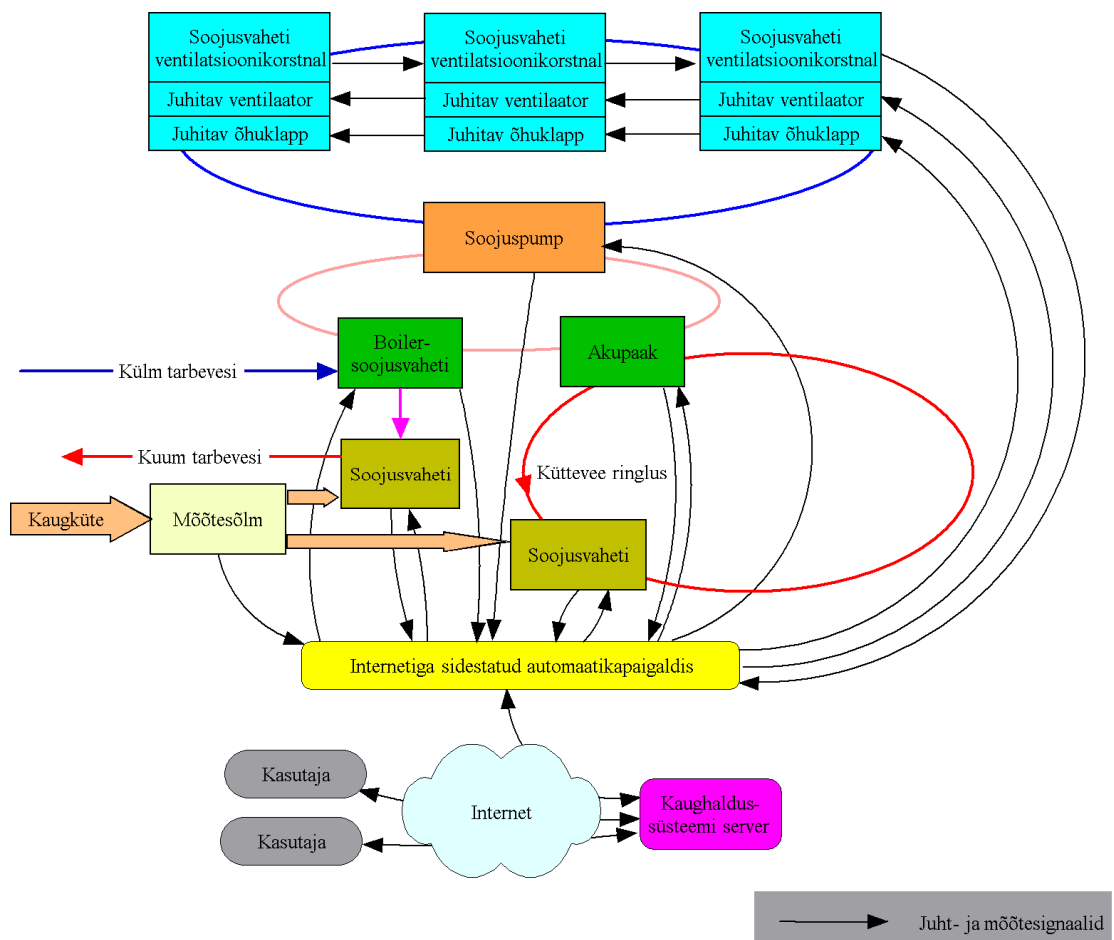 Soojusvaheti
ventilatsioonikorstnal
Juhitav ventilaator
Juhitav õhuklapp
Soojusvaheti
ventilatsioonikorstnal
Juhitav ventilaator
Juhitav õhuklapp
Soojusvaheti
ventilatsioonikorstnal
Juhitav ventilaator
Juhitav õhuklapp
Soojuspump
Boiler-
soojusvaheti
Akupaak
Külm tarbevesi
Kuum tarbevesi
Soojusvaheti
Küttevee ringlus
Kaugküte
Mõõtesõlm
Soojusvaheti
Internetiga sidestatud automaatikapaigaldis
Kasutaja
Kasutaja
Internet
Kaughaldus-
süsteemi server
Juht- ja mõõtesignaalid